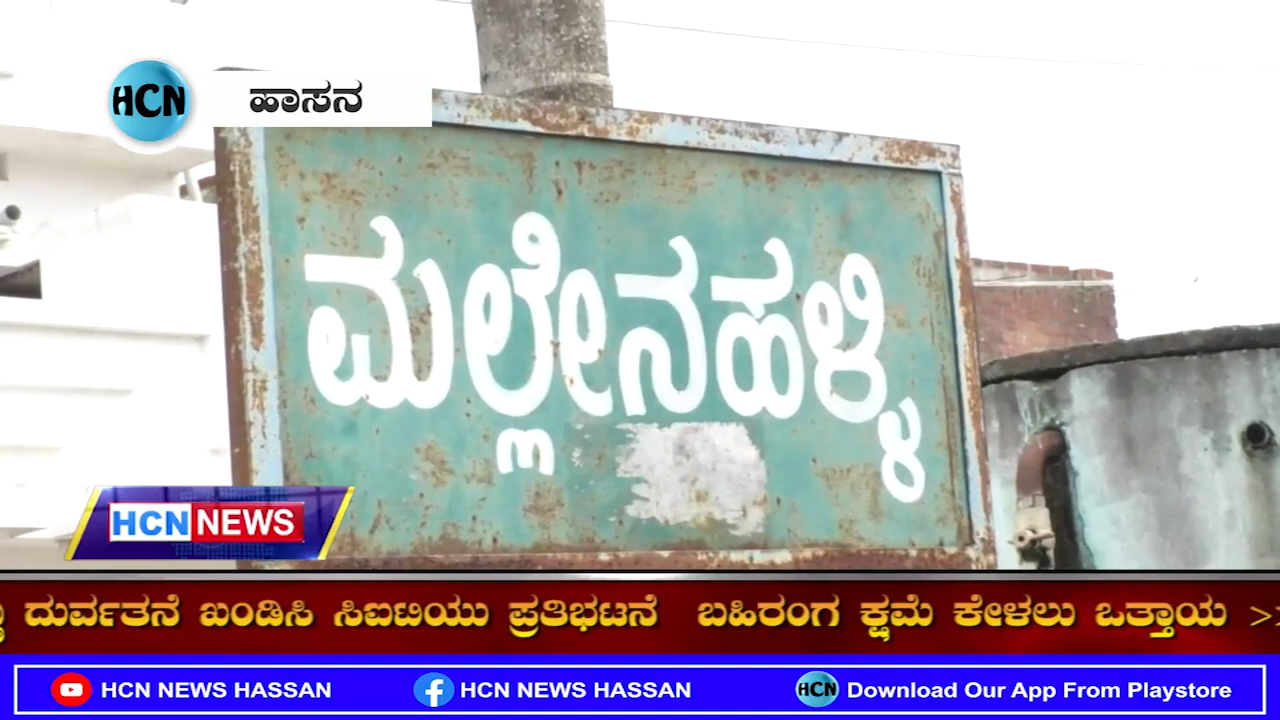 HCN ಹಾಸನ
ಮಲ್ಲೇನಹಳ್ಳಿ
HCN NEWS
ದುರ್ವತನೆ ಖಂಡಿಸಿ ಸಿಐಟಿಯು ಪ್ರತಿಭಟನೆ ಬಹಿರಂಗ ಕ್ಷಮೆ ಕೇಳಲು ಒತ್ತಾಯ >>
HCN NEWS HASSAN HCN NEWS HASSAN HCN Download Our App From Playstore